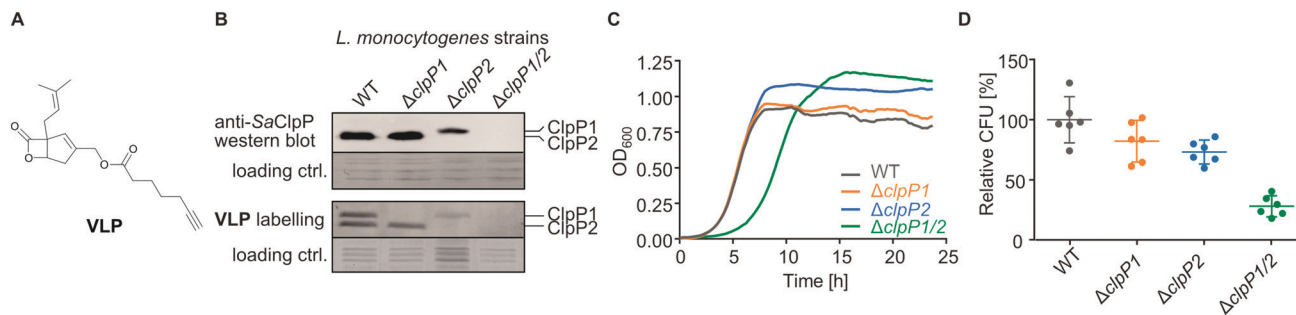 A
O
O
O
O
VLP
B
L. monocytogenes strains
WT
ΔclpP1
ΔclpP2
ΔclpP1/2
anti-SaClpP
western blot
ClpP1
ClpP2
loading ctrl.
VLP labelling
ClpP1
ClpP2
loading ctrl.
C
OD600
1.25
1.00
0.75
0.50
0.25
0.00
0 5 10 15 20 25
Time [h]
WT
ΔclpP1
ΔclpP2
ΔclpP1/2
D
Relative CFU [%]
150
100
50
0
WT
ΔclpP1
ΔclpP2
ΔclpP1/2